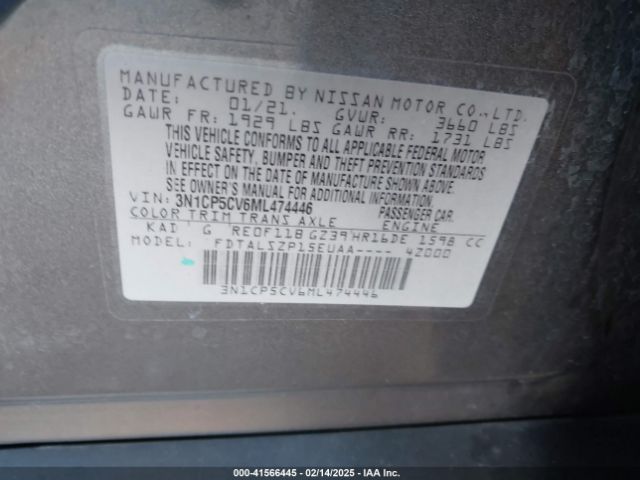 MANUFACTURED BY NISSAN MOTOR CO.,LTD.
DATE: 01/21. GVWR: 3660 LBS
GAWR FR: 1929 LBS GAWR RR: 1731 LBS
THIS VEHICLE CONFORMS TO ALL APPLICABLE FEDERAL MOTOR
VEHICLE SAFETY, BUMPER AND THEFT PREVENTION STANDARDS
IN EFFECT ON THE DATE OF MANUFACTURE SHOWN ABOVE.
SEE OWNER'S MANUAL FOR ADDITIONAL INFORMATION
VIN: 3N1CP5CV6ML474446 PASSENGER CAR
COLOR TRIM TRANS AXLE ENGINE
KAD G RE0F11B GZ39 HR16DE 1598 CC
MODEL: FDTALSZP15EUAA---- 42000
3N1CP5CV6ML474446
000-41566445 - 02/14/2025 - IAA Inc.